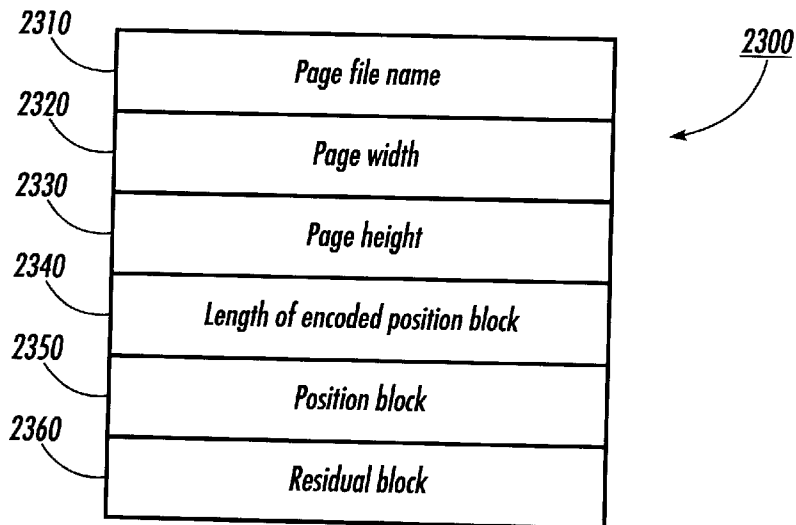 2310
Page file name
2300
2320
Page width
2330
Page height
2340
Length of encoded position block
2350
Position block
2360
Residual block